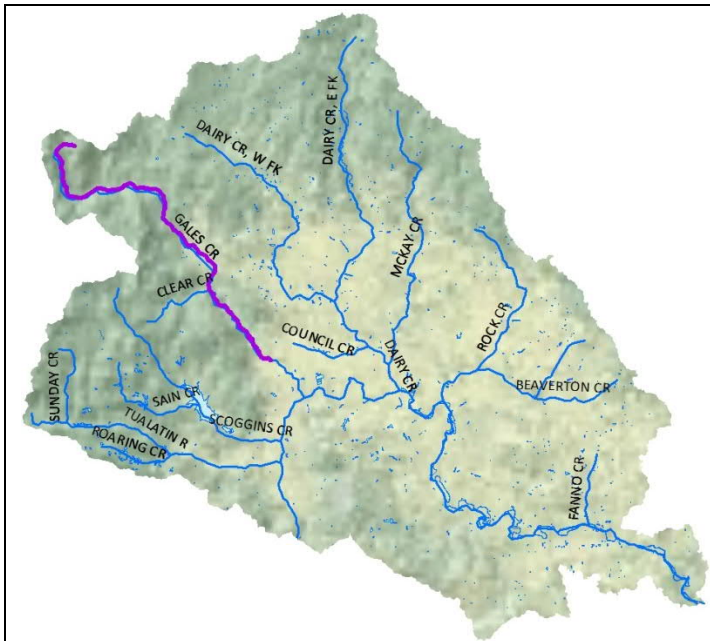 DAIRY CR, W FK
DAIRY CR, E FK
GALES CR
MCKAY CR
CLEAR CR
ROCK CR
COUNCIL CR
DAIRY CR
BEAVERTON CR
SUNDAY CR
SAIN CR
SCOGGINS CR
TUALATIN R
ROARING CR
FANNO CR